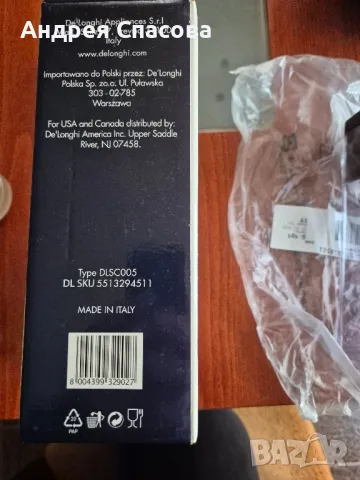 Андрея Спасова
De'Longhi Appliances S.r.l
Italy
www.delonghi.com
importowano do Polski przez: De'Longhi
Polska Sp. zo.o. Ul. Puławska
303 - 02-785
Warszawa
For USA and Canada distributed by:
De'Longhi America Inc. Upper Saddle
River, NJ 07458.
Type DLSC005
DL SKU 5513294511
MADE IN ITALY
8 004399 329027
20
PAP
BAZAR